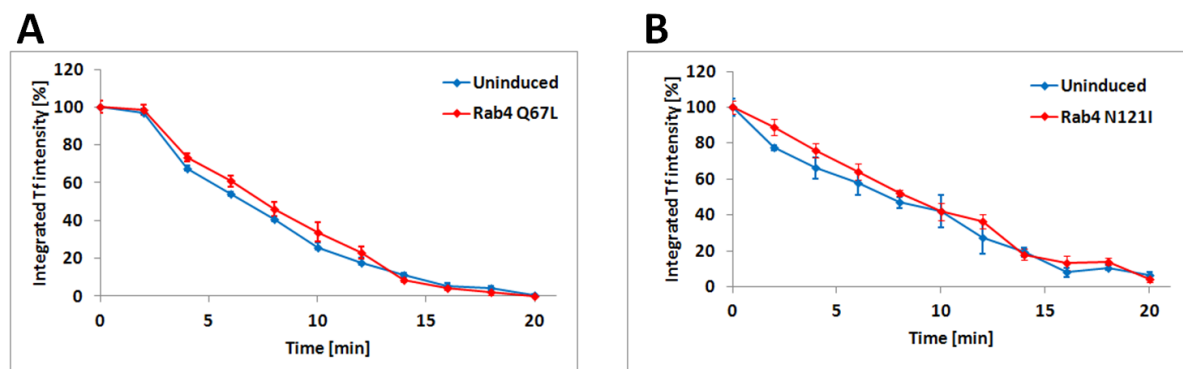 A
Integrated Tf intensity [%]
120
100
80
60
40
20
0
0 5 10 15 20
Time [min]
Uninduced
Rab4 Q67L
B
Integrated Tf intensity [%]
120
100
80
60
40
20
0
0 5 10 15 20
Time [min]
Uninduced
Rab4 N121I